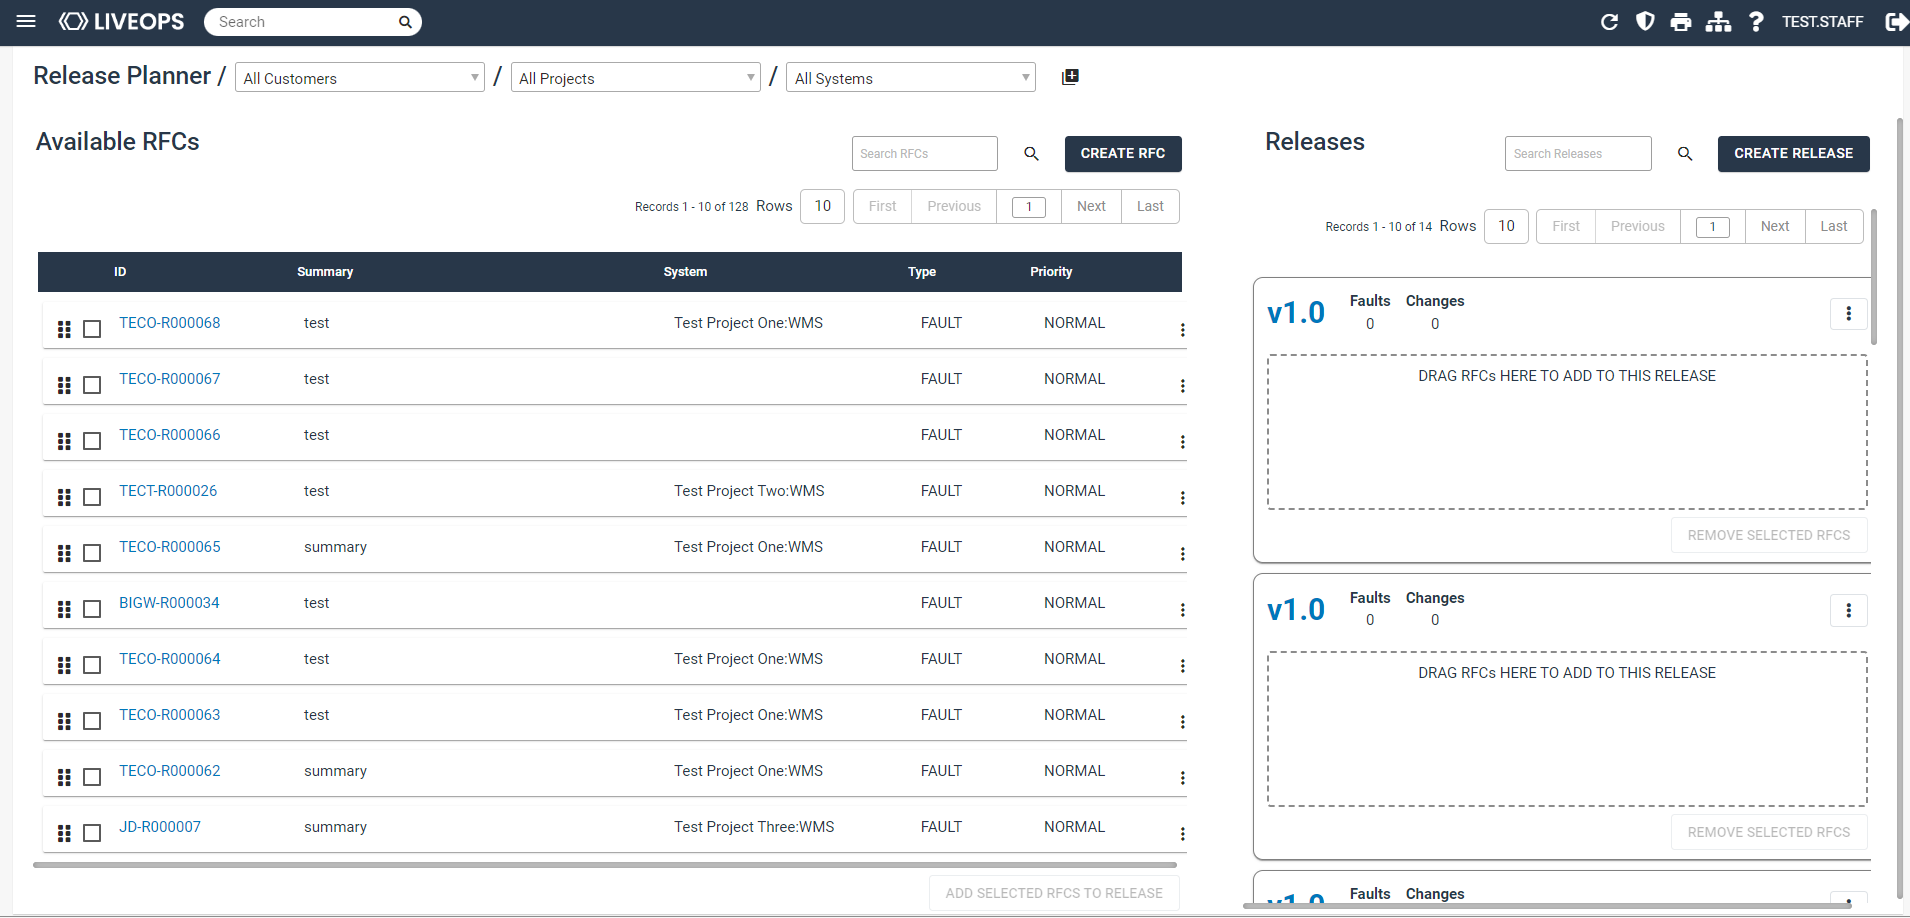 LIVEOPS Search TEST.STAFF
Release Planner / All Customers / All Projects / All Systems
Available RFCs
Search RFCs CREATE RFC
Records 1 - 10 of 128 Rows 10 First Previous 1 Next Last
ID Summary System Type Priority
TECO-R000068 test Test Project One:WMS FAULT NORMAL
TECO-R000067 test FAULT NORMAL
TECO-R000066 test FAULT NORMAL
TECT-R000026 test Test Project Two:WMS FAULT NORMAL
TECO-R000065 summary Test Project One:WMS FAULT NORMAL
BIGW-R000034 test FAULT NORMAL
TECO-R000064 test Test Project One:WMS FAULT NORMAL
TECO-R000063 test Test Project One:WMS FAULT NORMAL
TECO-R000062 summary Test Project One:WMS FAULT NORMAL
JD-R000007 summary Test Project Three:WMS FAULT NORMAL
ADD SELECTED RFCS TO RELEASE
Releases
Search Releases CREATE RELEASE
Records 1 - 10 of 14 Rows 10 First Previous 1 Next Last
v1.0 Faults Changes
0 0
DRAG RFCs HERE TO ADD TO THIS RELEASE
REMOVE SELECTED RFCS
v1.0 Faults Changes
0 0
DRAG RFCs HERE TO ADD TO THIS RELEASE
REMOVE SELECTED RFCS
v1.0 Faults Changes